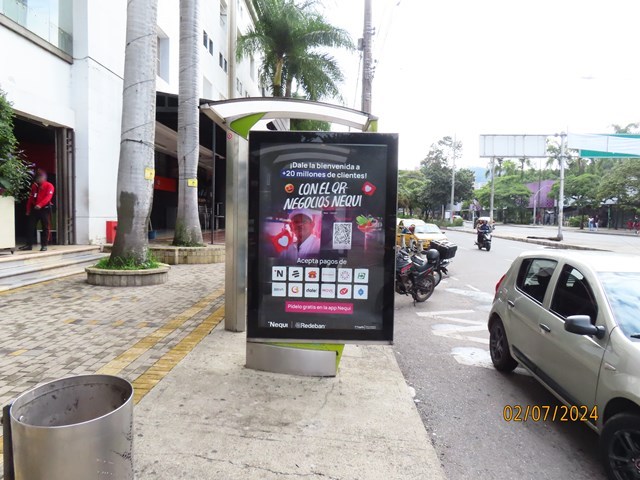 ¡Dale la bienvenida a
+20 millones de clientes!
CON EL QR
NEGOCIOS NEQUI
Acepta pagos de
Pídelo gratis en la app Nequi
Nequi | Redeban
02/07/2024